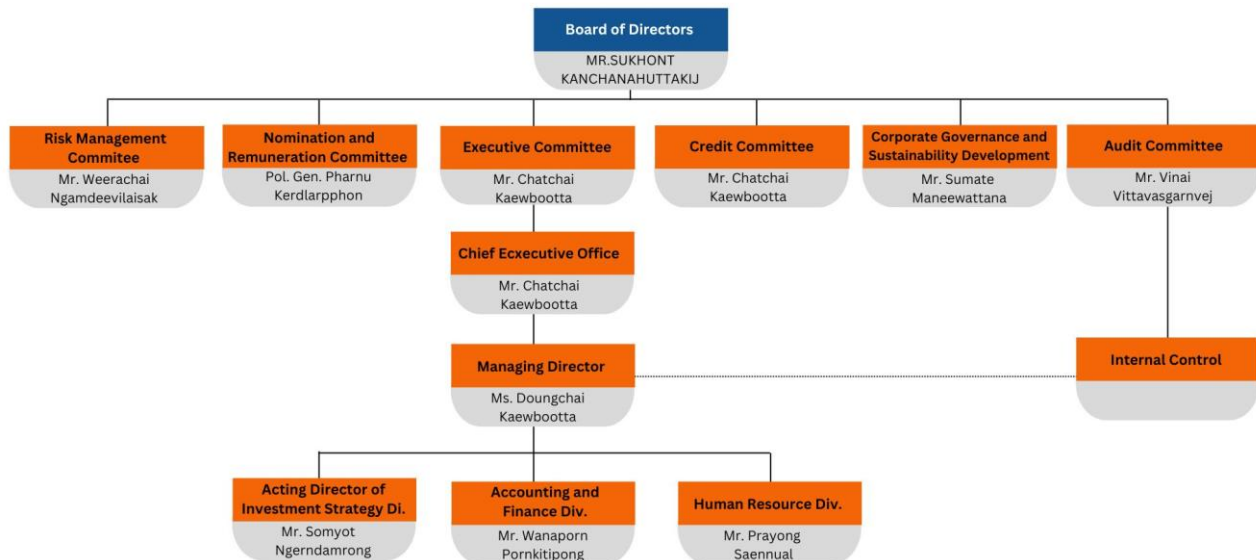 Board of Directors
MR.SUKHONT
KANCHANAHUTTAKIJ
Risk Management
Commitee
Mr. Weerachai
Ngamdeevilaisak
Nomination and
Remuneration Committee
Pol. Gen. Pharnu
Kerdlarpphon
Executive Committee
Mr. Chatchai
Kaewbootta
Credit Committee
Mr. Chatchai
Kaewbootta
Corporate Governance and
Sustainability Development
Mr. Sumate
Maneewattana
Audit Committee
Mr. Vinai
Vittavasgarnvej
Chief Ecxecutive Office
Mr. Chatchai
Kaewbootta
Managing Director
Ms. Doungchai
Kaewbootta
Internal Control
Acting Director of
Investment Strategy Di.
Mr. Somyot
Ngerndamrong
Accounting and
Finance Div.
Mr. Wanaporn
Pornkitipong
Human Resource Div.
Mr. Prayong
Saennual